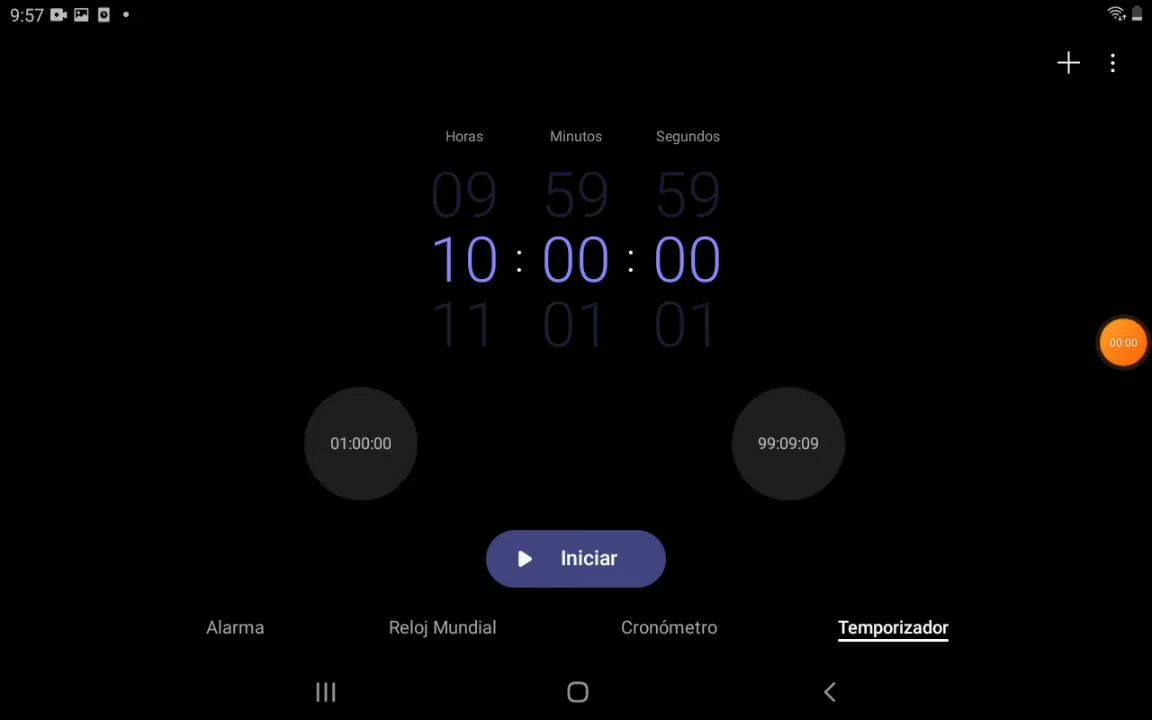 9:57
Horas Minutos Segundos
09 59 59
10 : 00 : 00
11 01 01
00:00
01:00:00 99:09:09
Iniciar
Alarma Reloj Mundial Cronómetro Temporizador